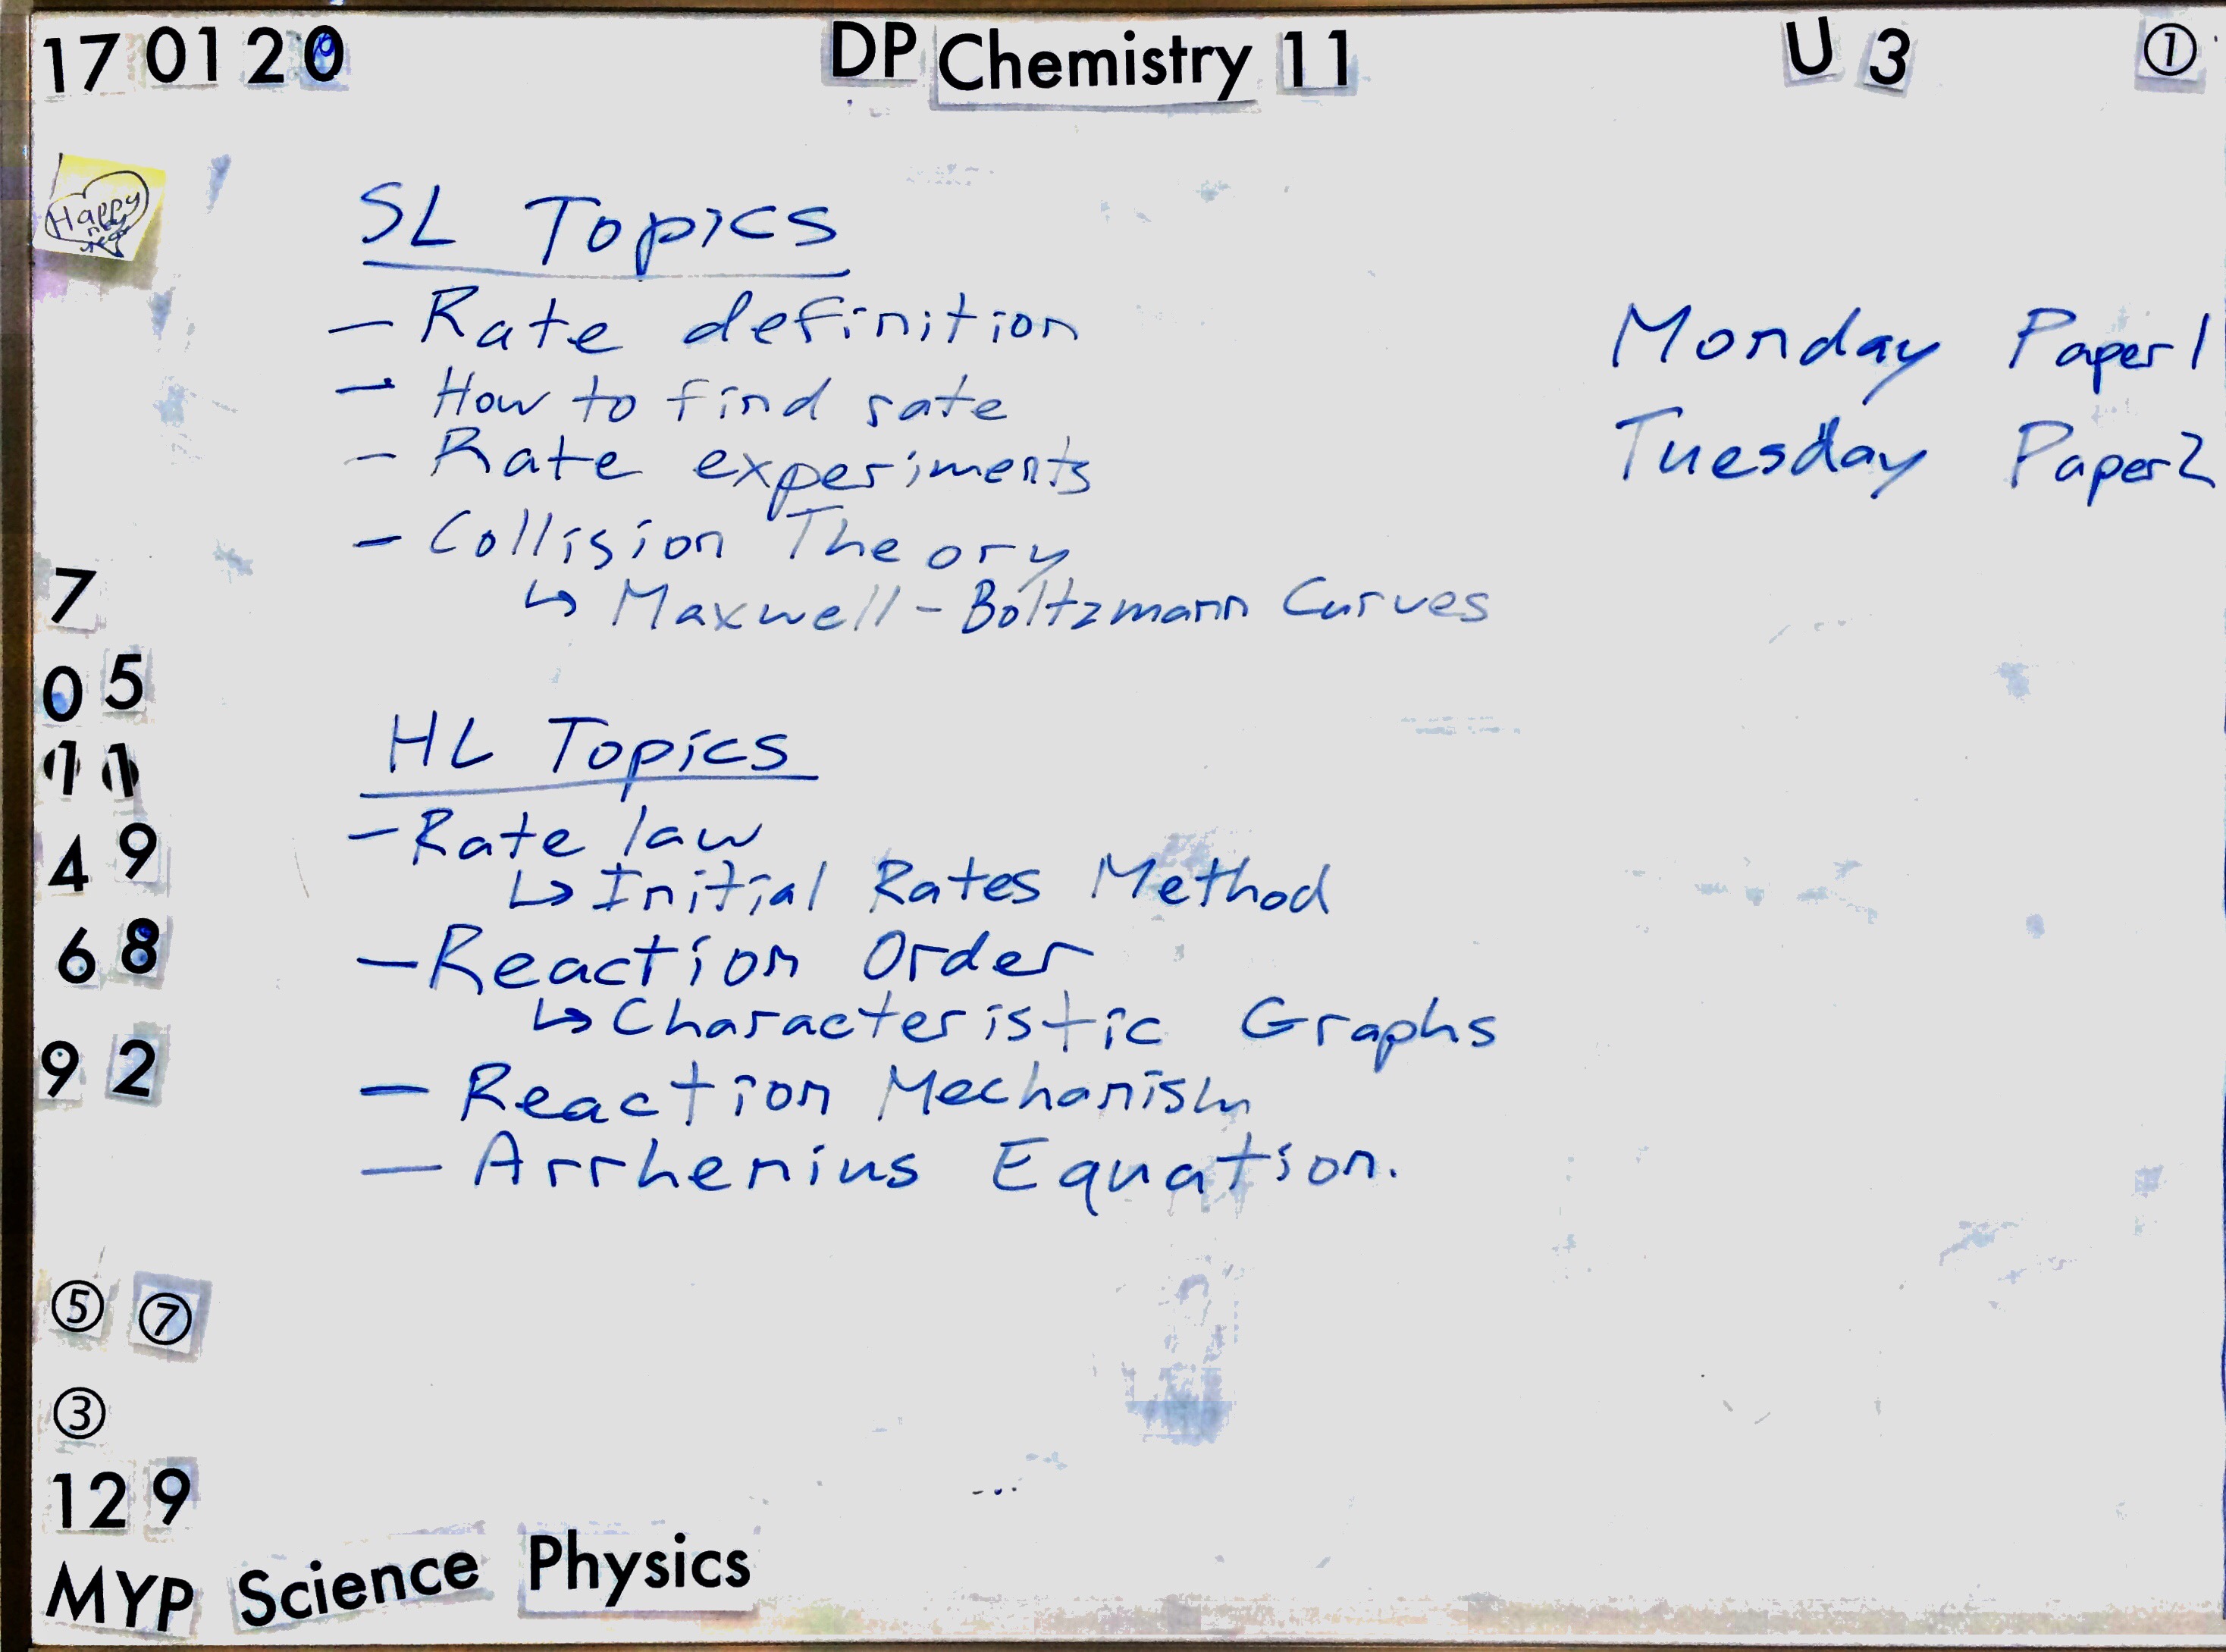 17 01 20 DP Chemistry 11 U 3 ①
Happy new year
SL Topics
— Rate definition
— How to find rate
— Rate experiments
— Collision Theory
↳ Maxwell-Boltzmann Curves
Monday Paper 1
Tuesday Paper 2
HL Topics
— Rate law
↳ Initial Rates Method
— Reaction Order
↳ Characteristic Graphs
— Reaction Mechanism
— Arrhenius Equation.
7
0 5
1 1
4 9
6 8
9 2
⑤ ⑦
③
12 9
MYP Science Physics